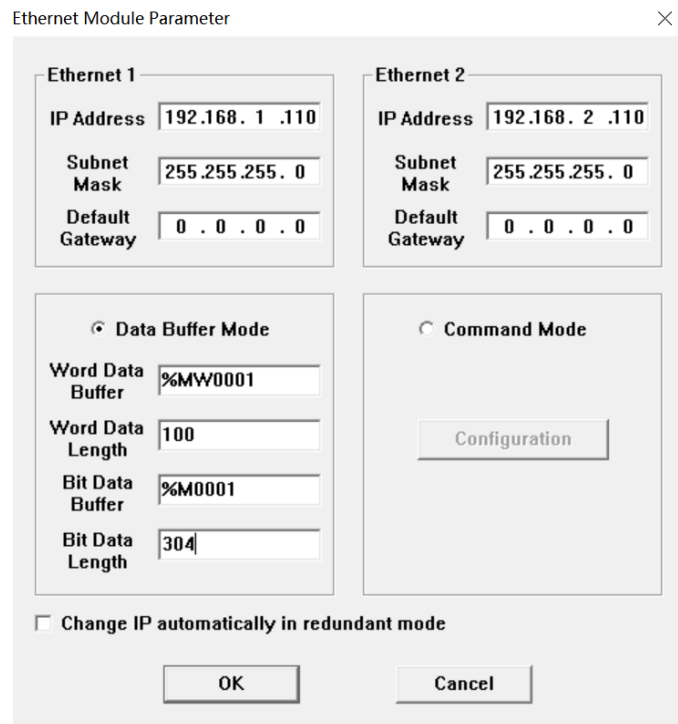 Ethernet Module Parameter
Ethernet 1
IP Address 192.168. 1 .110
Subnet
Mask
255.255.255. 0
Default
Gateway
0 . 0 . 0 . 0
Ethernet 2
IP Address 192.168. 2 .110
Subnet
Mask
255.255.255. 0
Default
Gateway
0 . 0 . 0 . 0
Data Buffer Mode
Word Data
Buffer
%MW0001
Word Data
Length
100
Bit Data
Buffer
%M0001
Bit Data
Length
304
Command Mode
Configuration
Change IP automatically in redundant mode
OK
Cancel